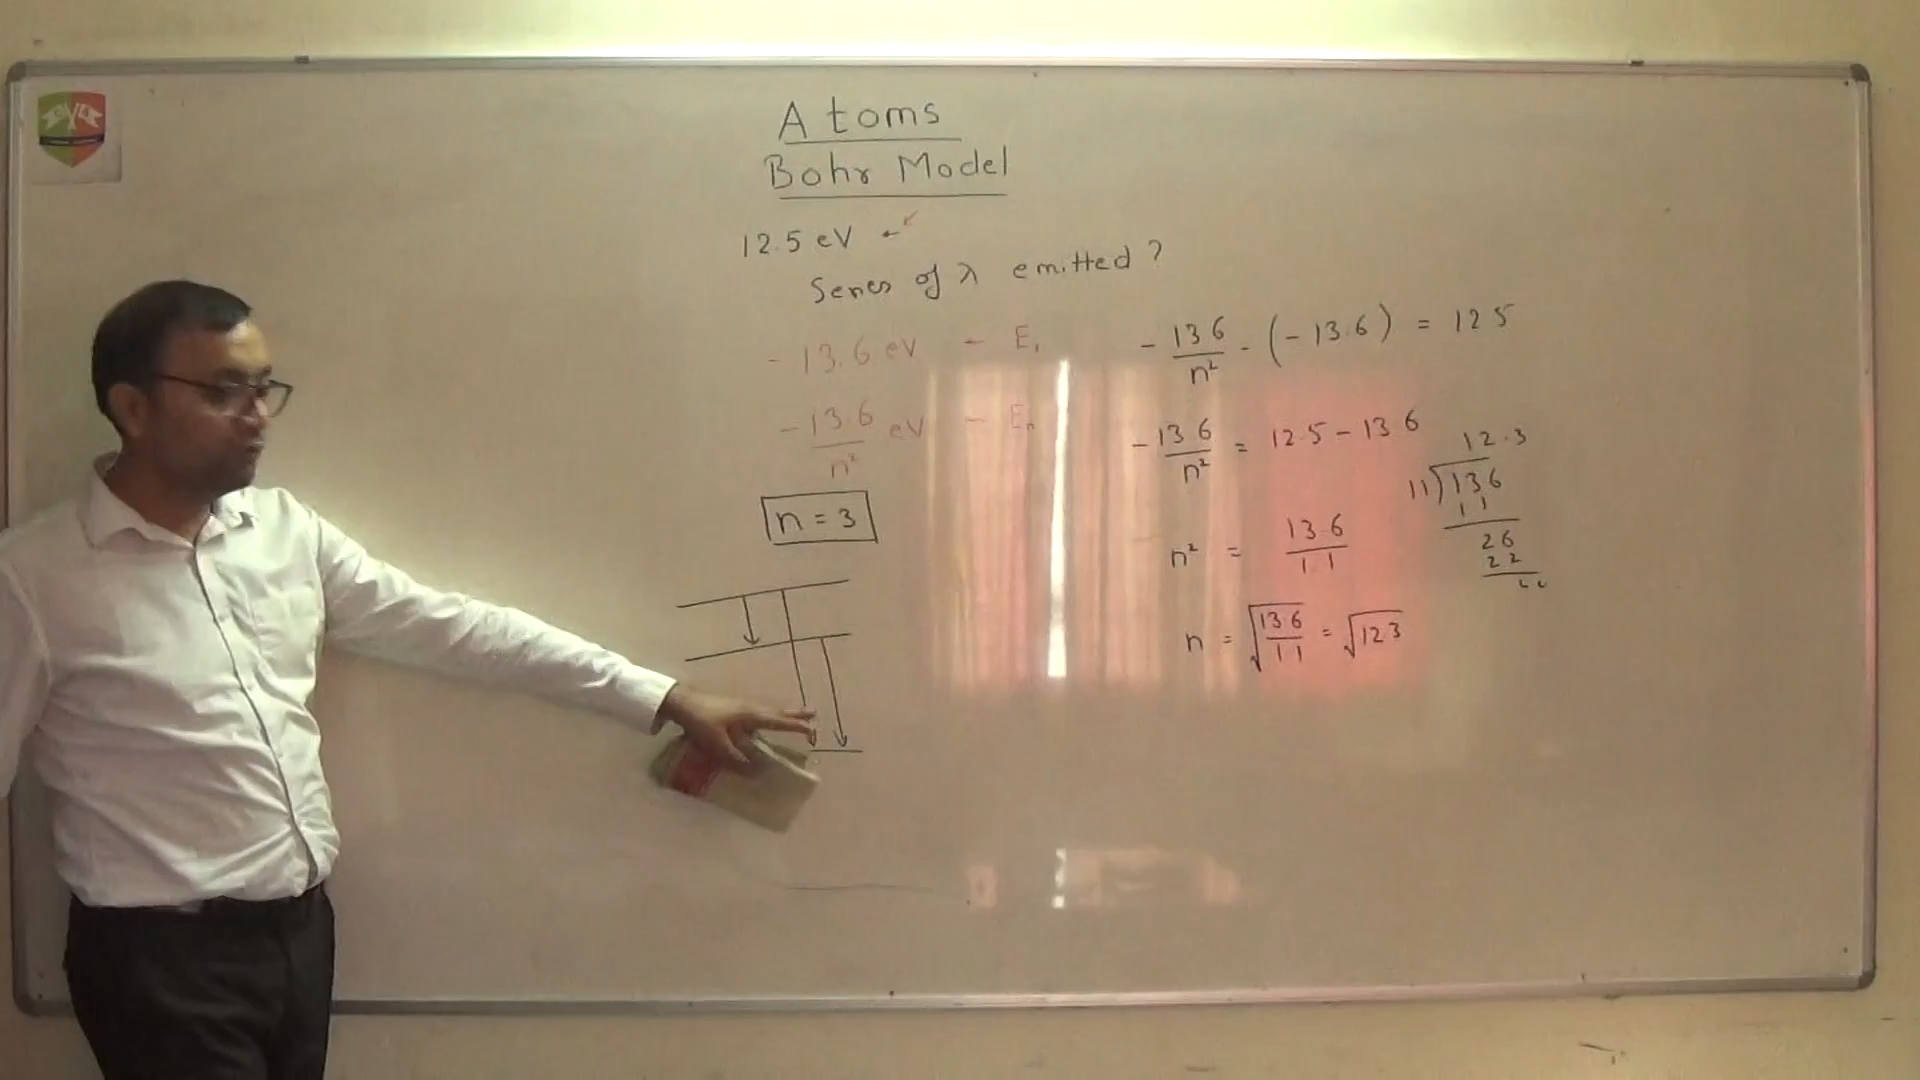 Atoms
Bohr Model
12.5 eV ←
Series of λ emitted ?
- 13.6 eV - E₁
- 13.6/n² eV - Eₙ
n = 3
- 13.6/n² - (- 13.6) = 12.5
- 13.6/n² = 12.5 - 13.6
n² = 13.6/1.1
n = √(13.6/1.1) = √12.3
12.3
11)136
11
26
22